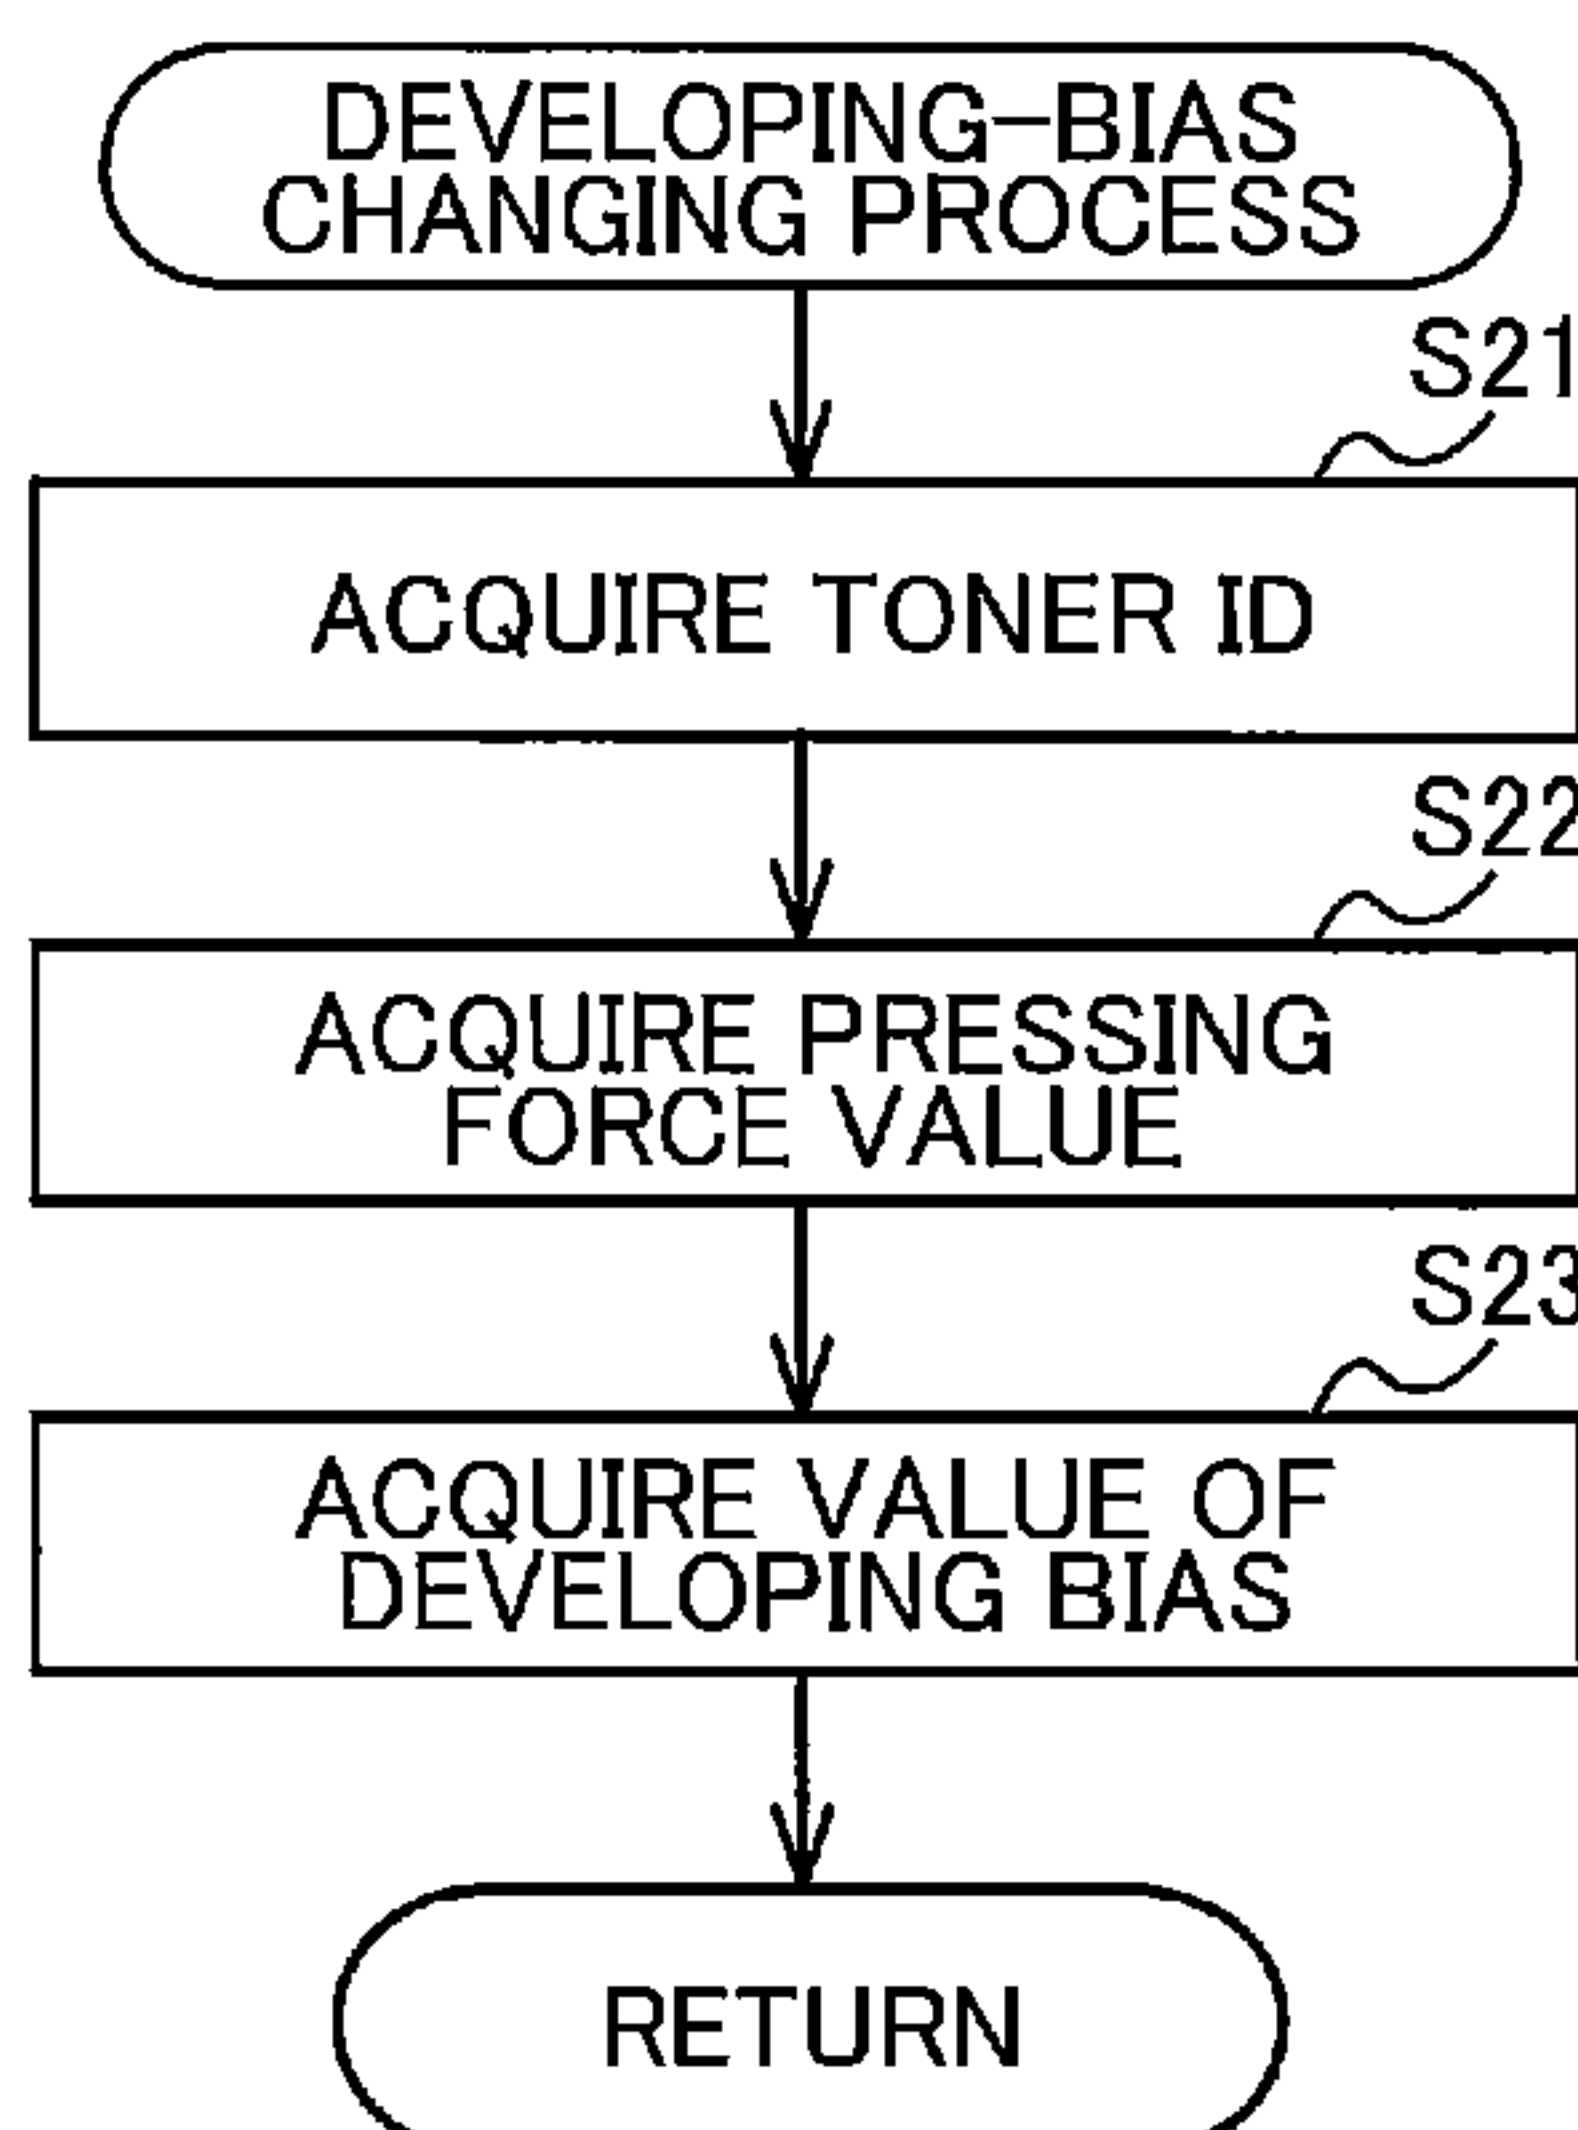 DEVELOPING-BIAS
CHANGING PROCESS
S21
ACQUIRE TONER ID
S22
ACQUIRE PRESSING
FORCE VALUE
S23
ACQUIRE VALUE OF
DEVELOPING BIAS
RETURN